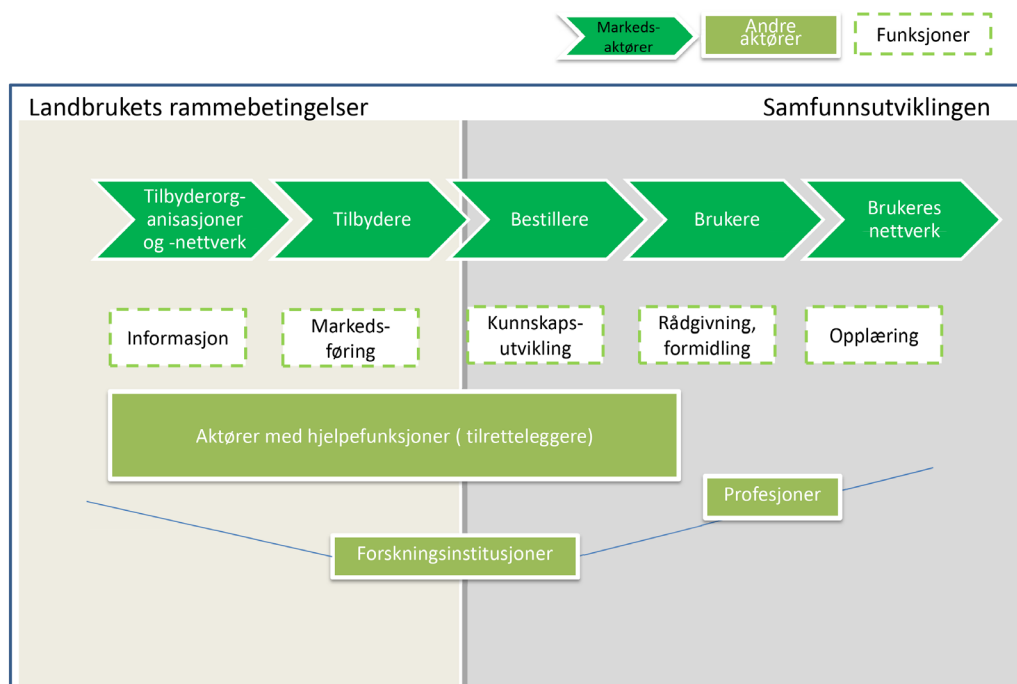 Markeds-
aktører
Andre
aktører
Funksjoner
Landbrukets rammebetingelser
Samfunnsutviklingen
Tilbyderorg-
anisasjoner
og -nettverk
Tilbydere
Bestillere
Brukere
Brukeres
nettverk
Informasjon
Markeds-
føring
Kunnskaps-
utvikling
Rådgivning,
formidling
Opplæring
Aktører med hjelpefunksjoner ( tilretteleggere)
Profesjoner
Forskningsinstitusjoner